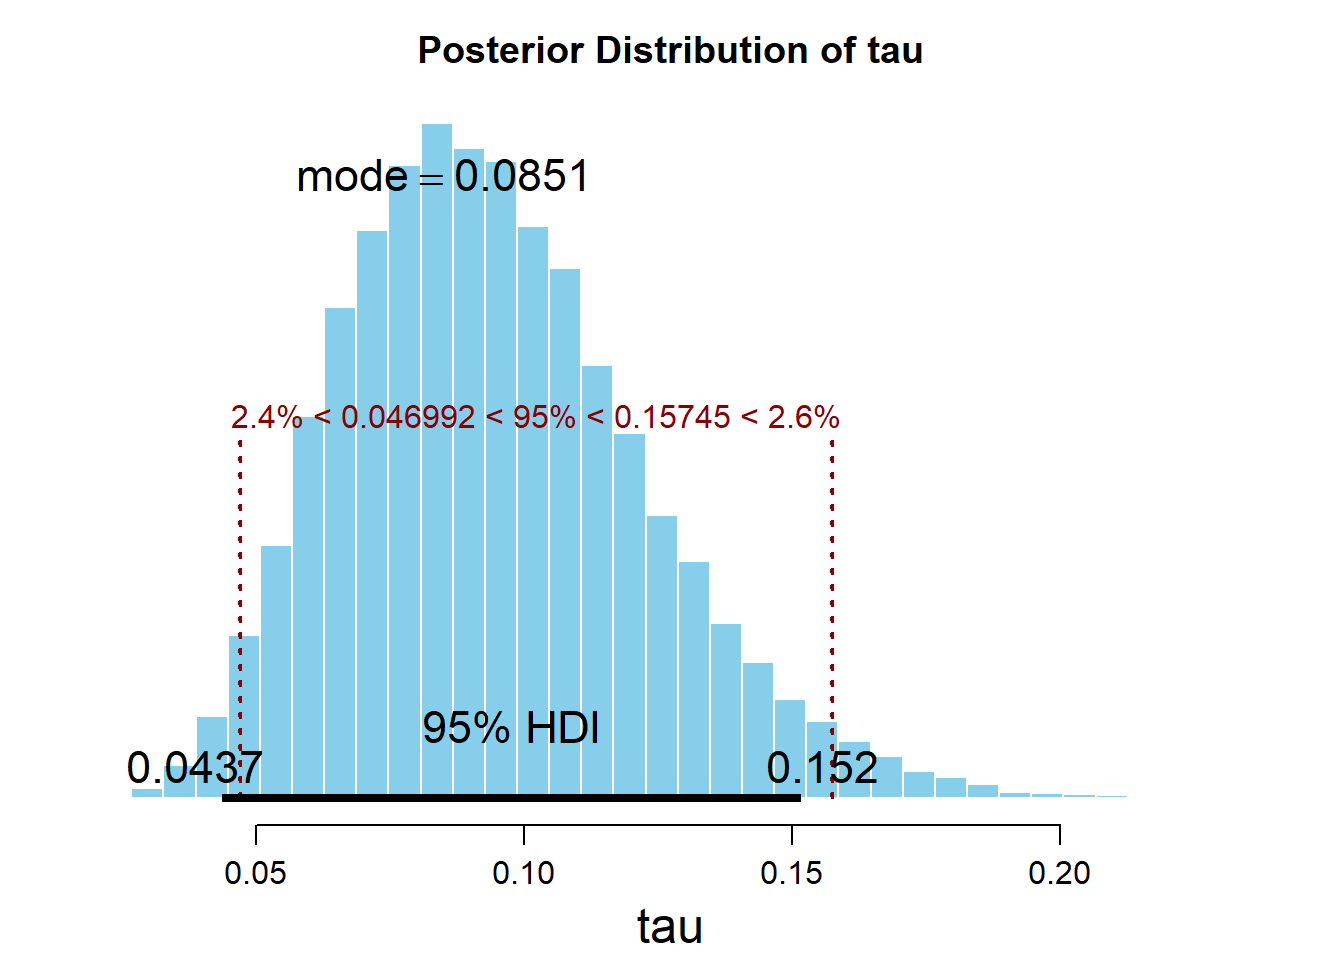 Posterior Distribution of tau
mode = 0.0851
2.4% < 0.046992 < 95% < 0.15745 < 2.6%
95% HDI
0.0437 0.152
0.05 0.10 0.15 0.20
tau